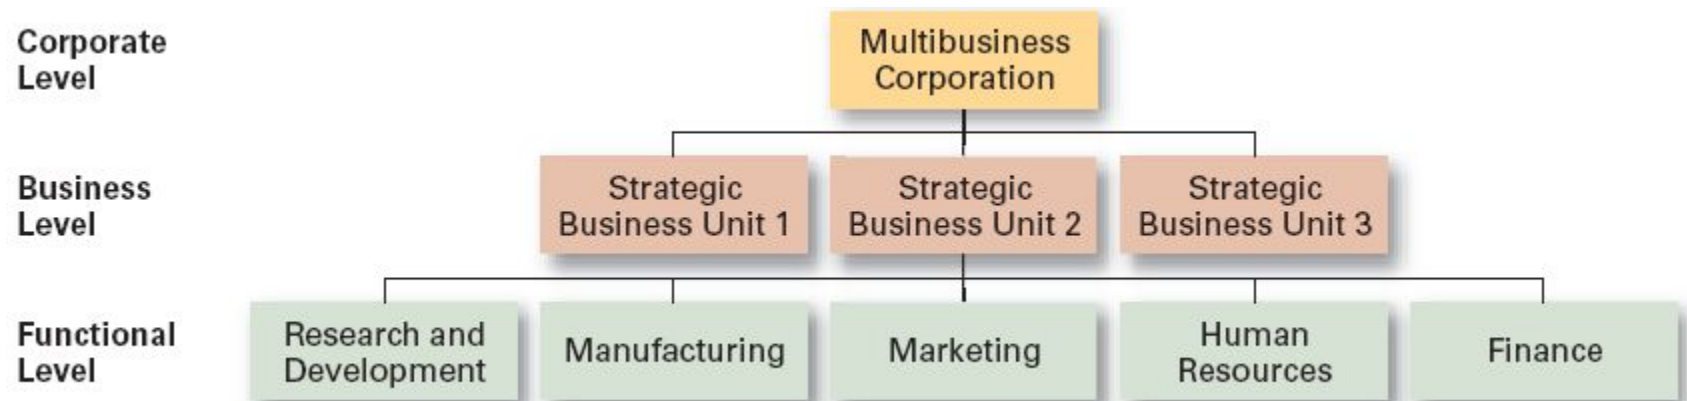 Corporate
Level
Multibusiness
Corporation
Business
Level
Strategic
Business Unit 1
Strategic
Business Unit 2
Strategic
Business Unit 3
Functional
Level
Research and
Development
Manufacturing
Marketing
Human
Resources
Finance